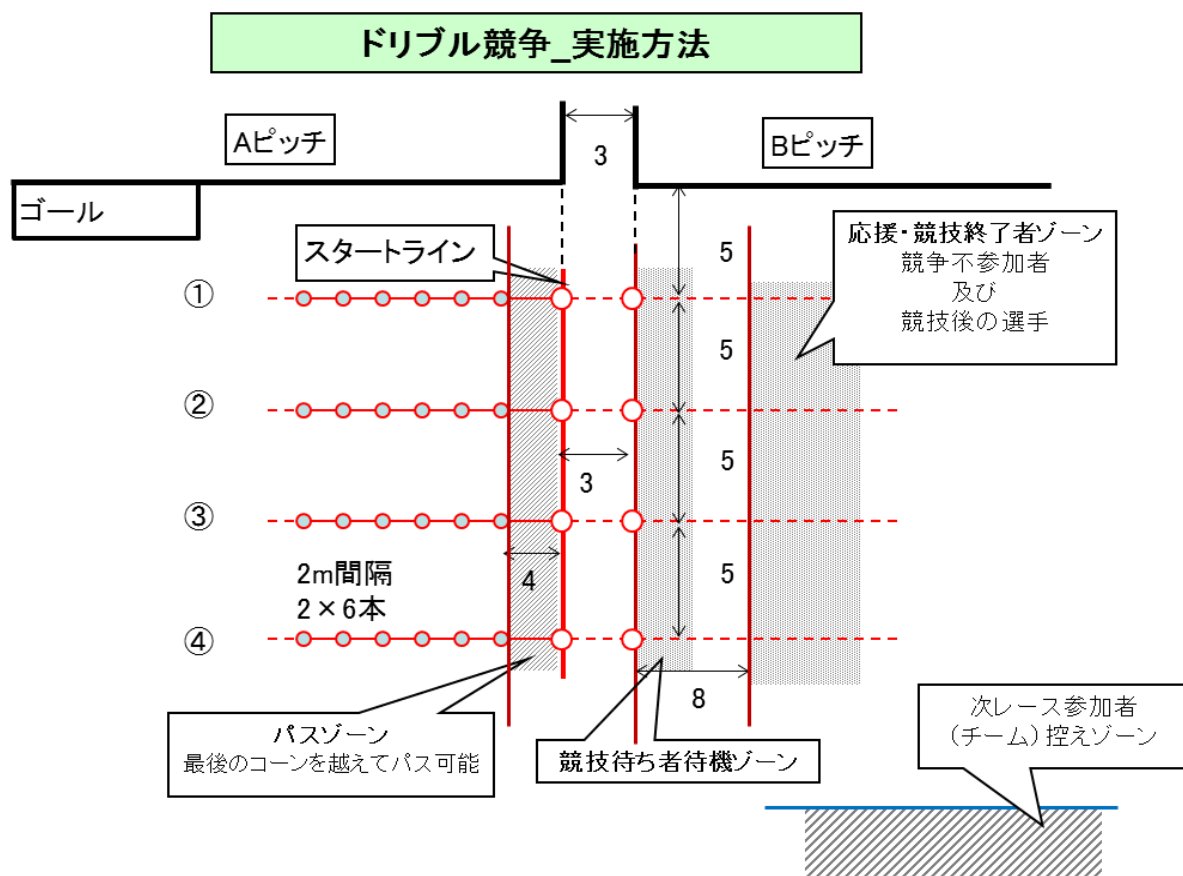 ドリブル競争_実施方法
Aピッチ
3
Bピッチ
ゴール
スタートライン
応援・競技終了者ゾーン
競争不参加者
及び
競技後の選手
5
①
5
②
5
3
③
2m間隔
2×6本
4
5
④
8
パスゾーン
最後のコーンを越えてパス可能
競技待ち者待機ゾーン
次レース参加者
(チーム)控えゾーン